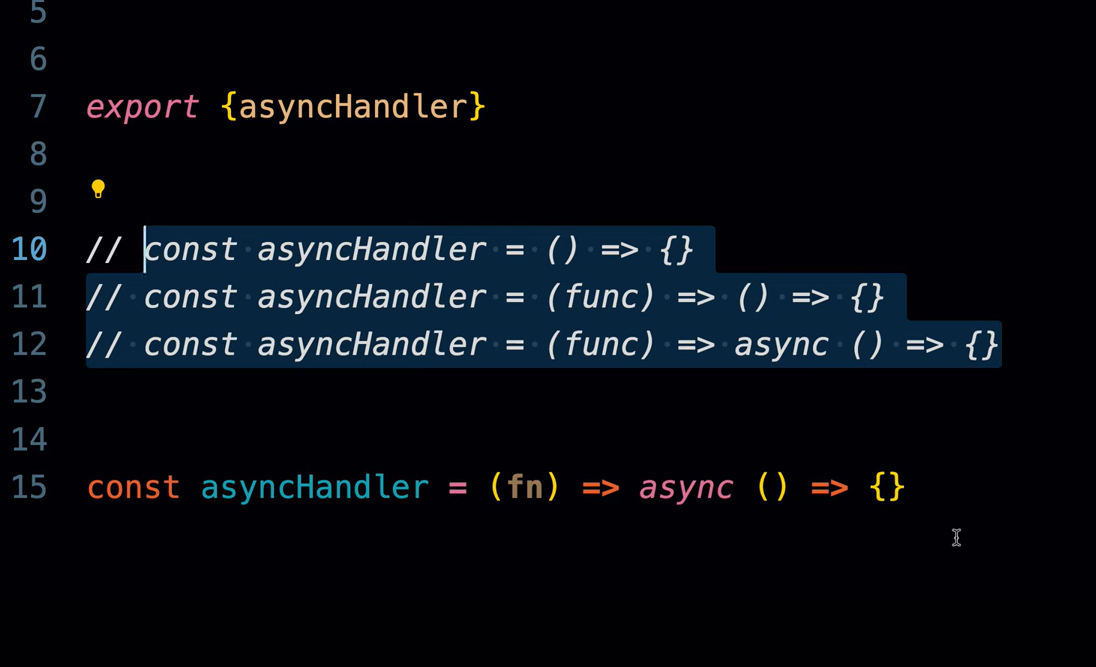 5
6
7 export {asyncHandler}
8
9
10 // const asyncHandler = () => {}
11 // const asyncHandler = (func) => () => {}
12 // const asyncHandler = (func) => async () => {}
13
14
15 const asyncHandler = (fn) => async () => {}